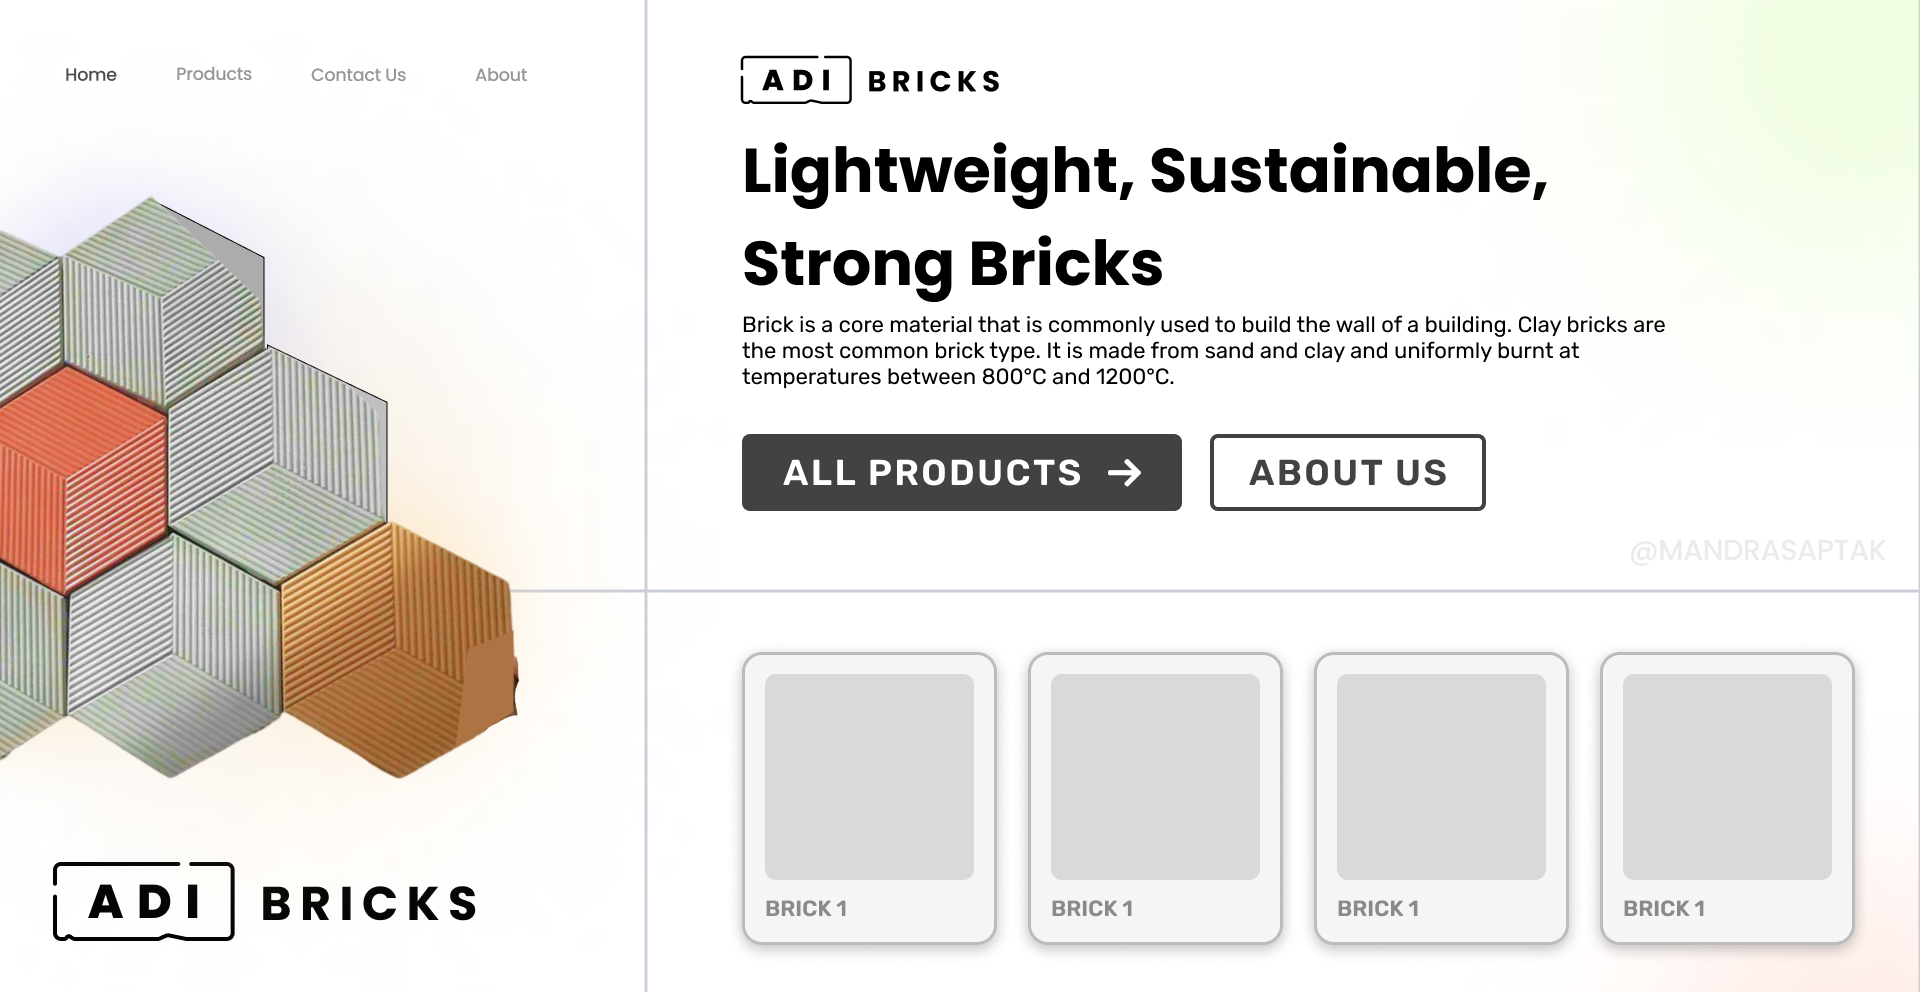 Home Products Contact Us About
ADI BRICKS
Lightweight, Sustainable,
Strong Bricks
Brick is a core material that is commonly used to build the wall of a building. Clay bricks are
the most common brick type. It is made from sand and clay and uniformly burnt at
temperatures between 800°C and 1200°C.
ALL PRODUCTS → ABOUT US
@MANDRASAPTAK
BRICK 1 BRICK 1 BRICK 1 BRICK 1
ADI BRICKS